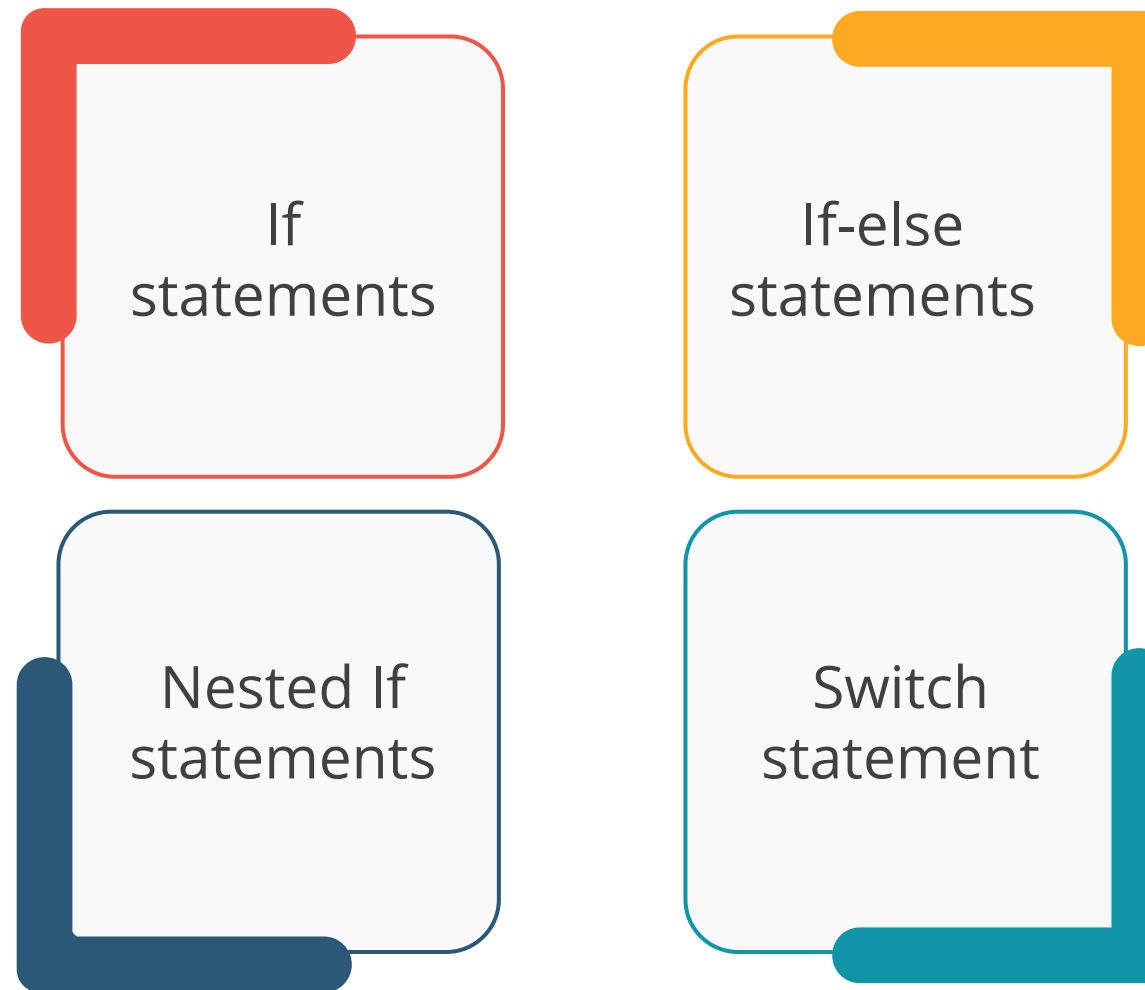 If
statements
If-else
statements
Nested If
statements
Switch
statement